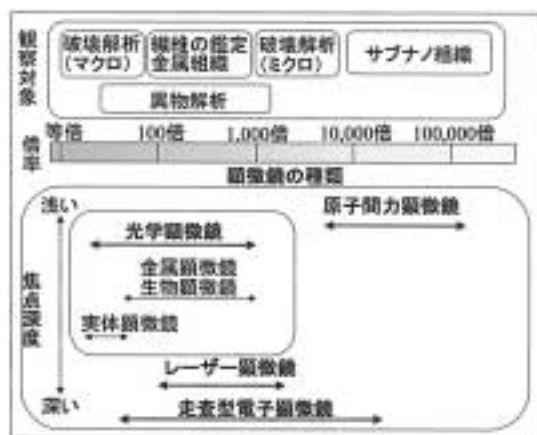 観察対象
破壊解析
(マクロ)
繊維の鑑定
金属組織
破壊解析
(ミクロ)
サブナノ組織
異物解析
倍率
等倍 100倍 1,000倍 10,000倍 100,000倍
顕微鏡の種類
焦点深度
浅い
深い
原子間力顕微鏡
光学顕微鏡
金属顕微鏡
生物顕微鏡
実体顕微鏡
レーザー顕微鏡
走査型電子顕微鏡